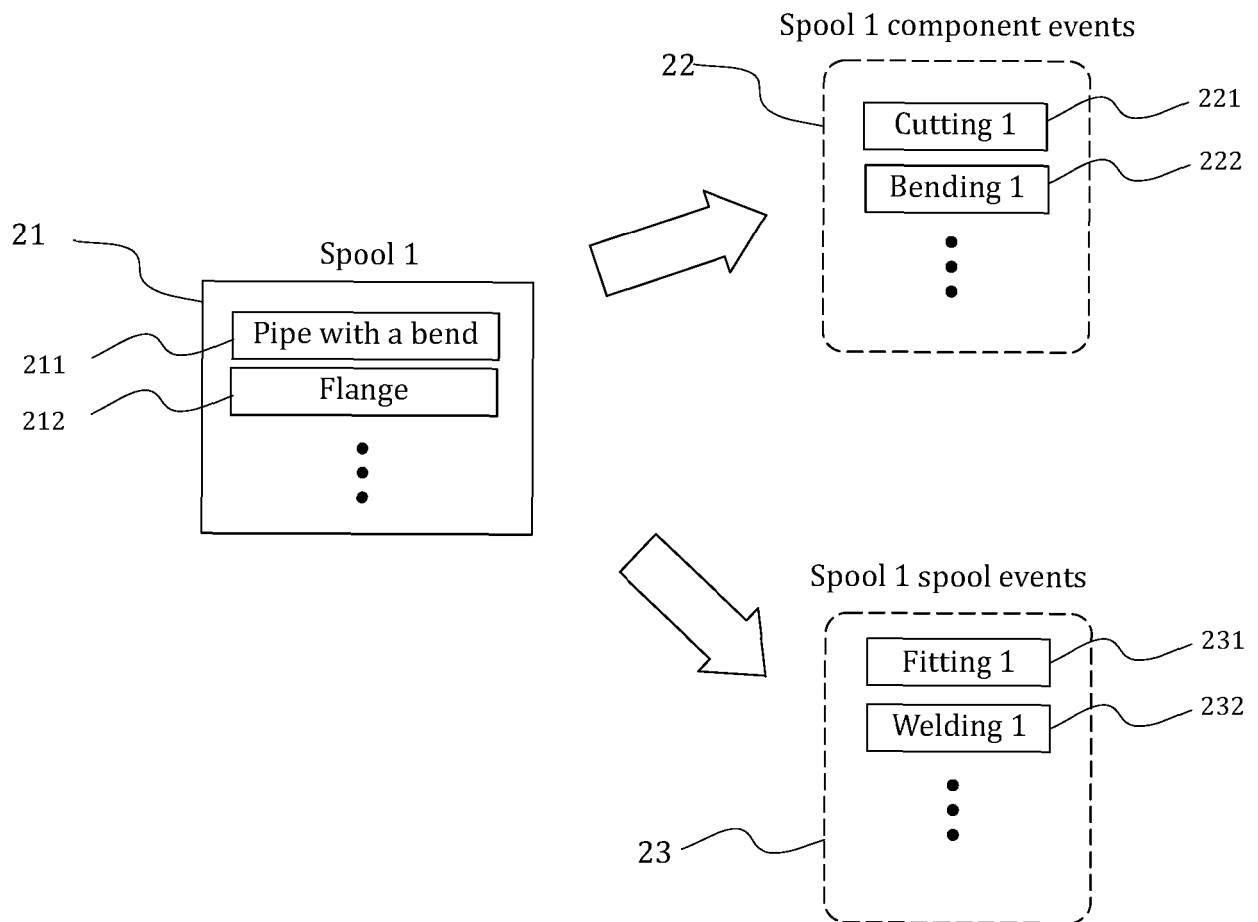 Spool 1 component events
22
221
Cutting 1
222
Bending 1
21
Spool 1
Pipe with a bend
211
Flange
212
Spool 1 spool events
231
Fitting 1
232
Welding 1
23